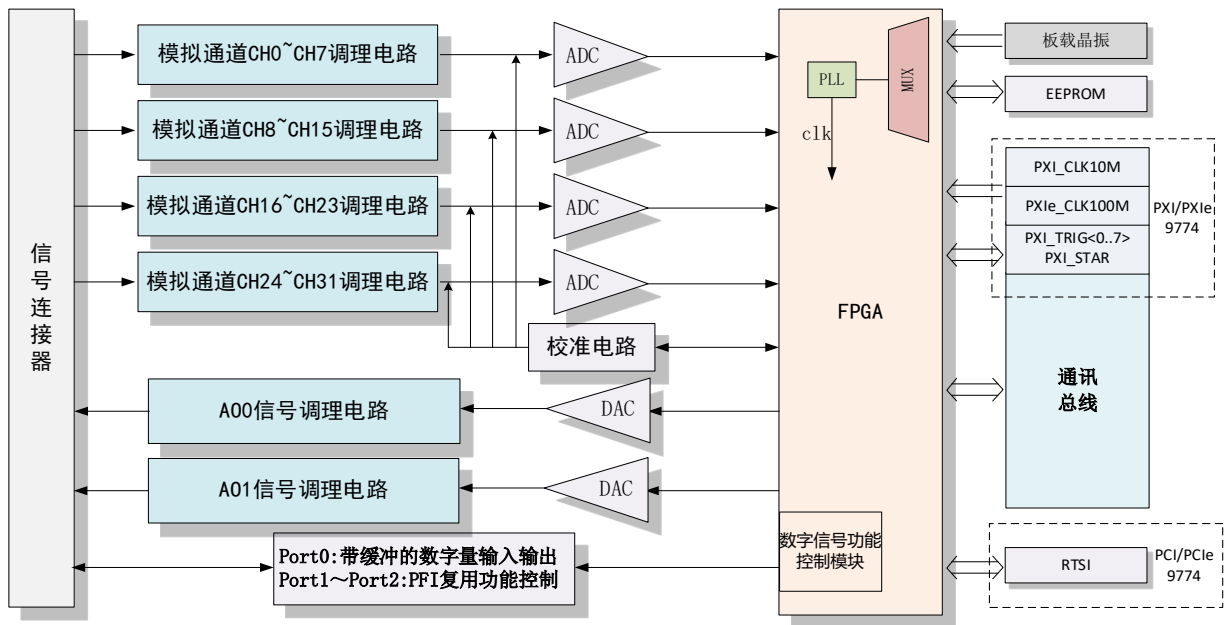 信号连接器
模拟通道CH0~CH7调理电路
模拟通道CH8~CH15调理电路
模拟通道CH16~CH23调理电路
模拟通道CH24~CH31调理电路
ADC
ADC
ADC
ADC
校准电路
AO0信号调理电路
AO1信号调理电路
DAC
DAC
Port0:带缓冲的数字量输入输出
Port1～Port2:PFI复用功能控制
PLL
MUX
clk
FPGA
数字信号功能
控制模块
板载晶振
EEPROM
PXI_CLK10M
PXIe_CLK100M
PXI_TRIG<0..7>
PXI_STAR
PXI/PXIe
9774
通讯
总线
RTSI
PCI/PCIe
9774